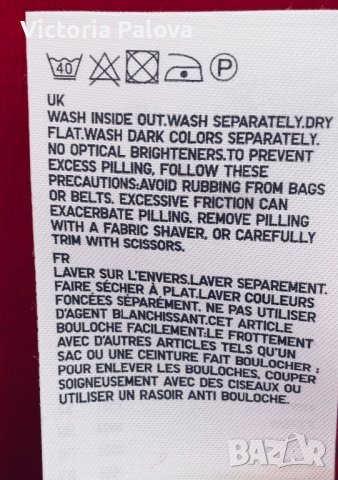 Victoria Palova
40 P
UK
WASH INSIDE OUT.WASH SEPARATELY.DRY
FLAT.WASH DARK COLORS SEPARATELY.
NO OPTICAL BRIGHTENERS.TO PREVENT
EXCESS PILLING, FOLLOW THESE
PRECAUTIONS:AVOID RUBBING FROM BAGS
OR BELTS. EXCESSIVE FRICTION CAN
EXACERBATE PILLING. REMOVE PILLING
WITH A FABRIC SHAVER, OR CAREFULLY
TRIM WITH SCISSORS.
FR
LAVER SUR L'ENVERS.LAVER SEPAREMENT.
FAIRE SÉCHER À PLAT.LAVER COULEURS
FONCÉES SÉPARÉMENT. NE PAS UTILISER
D'AGENT BLANCHISSANT.CET ARTICLE
BOULOCHE FACILEMENT:LE FROTTEMENT
AVEC D'AUTRES ARTICLES TELS QU'UN
SAC OU UNE CEINTURE FAIT BOULOCHER ;
POUR ENLEVER LES BOULOCHES, COUPER
SOIGNEUSEMENT AVEC DES CISEAUX OU
UTILISER UN RASOIR ANTI BOULOCHE.
BAZAR